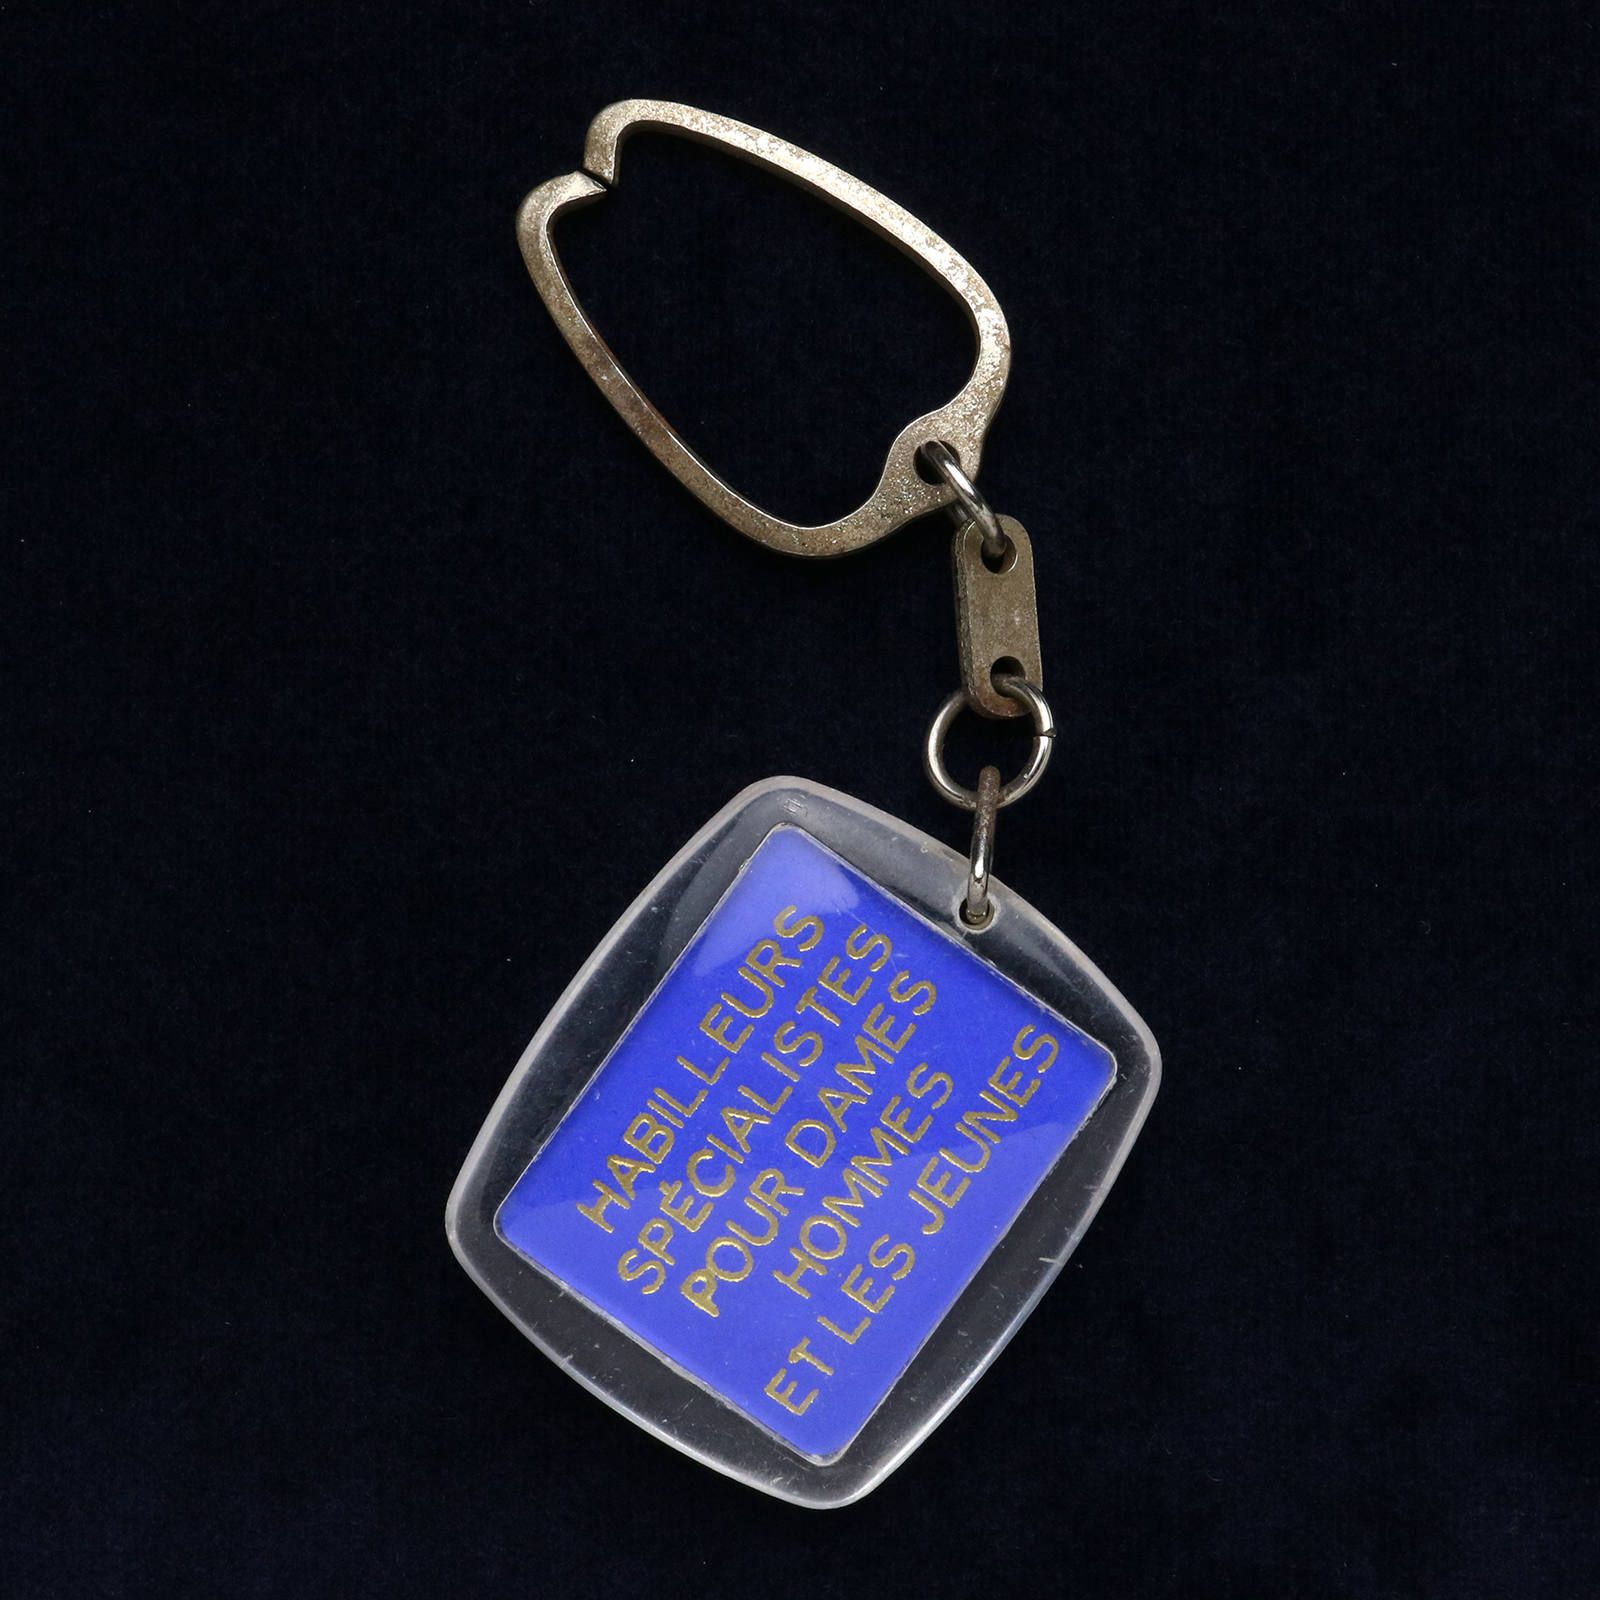 HABILLEURS
SPÉCIALISTES
POUR DAMES
HOMMES
ET LES JEUNES